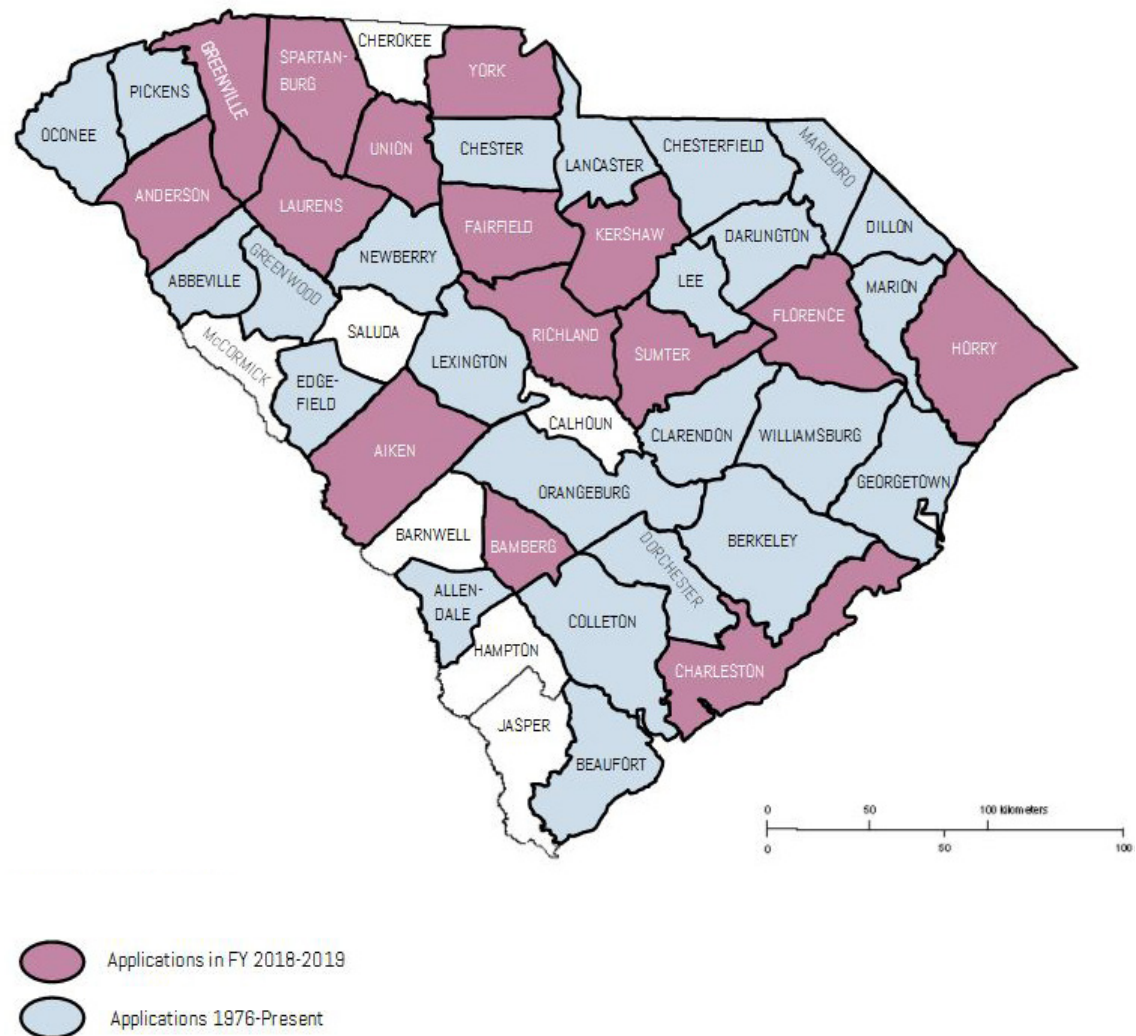 CHEROKEE
GREENVILLE
SPARTAN-
BURG
YORK
PICKENS
OCONEE
UNION
CHESTER
LANCASTER
CHESTERFIELD
MARLBORO
ANDERSON
LAURENS
FAIRFIELD
KERSHAW
DARLINGTON
DILLON
NEWBERRY
ABBEVILLE
GREENWOOD
LEE
MARION
SALUDA
RICHLAND
FLORENCE
HORRY
McCORMICK
LEXINGTON
SUMTER
EDGE-
FIELD
CALHOUN
CLARENDON
WILLIAMSBURG
AIKEN
ORANGEBURG
GEORGETOWN
BARNWELL
BAMBERG
DORCHESTER
BERKELEY
ALLEN-
DALE
COLLETON
HAMPTON
CHARLESTON
JASPER
BEAUFORT
0 50 100 kilometers
0 50 100
Applications in FY 2018-2019
Applications 1976-Present